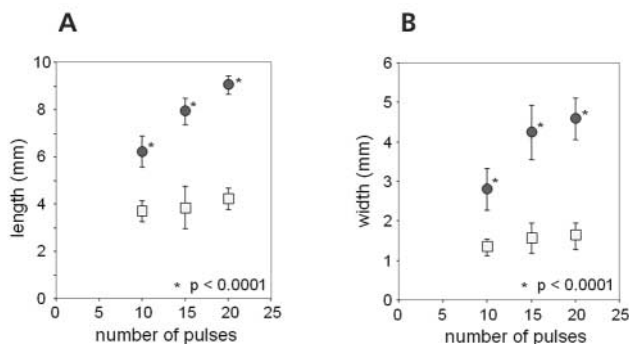 A
B
10
8
6
4
2
0
length (mm)
* * *
* p < 0.0001
0 5 10 15 20 25
number of pulses
6
5
4
3
2
1
0
width (mm)
* * *
* p < 0.0001
0 5 10 15 20 25
number of pulses